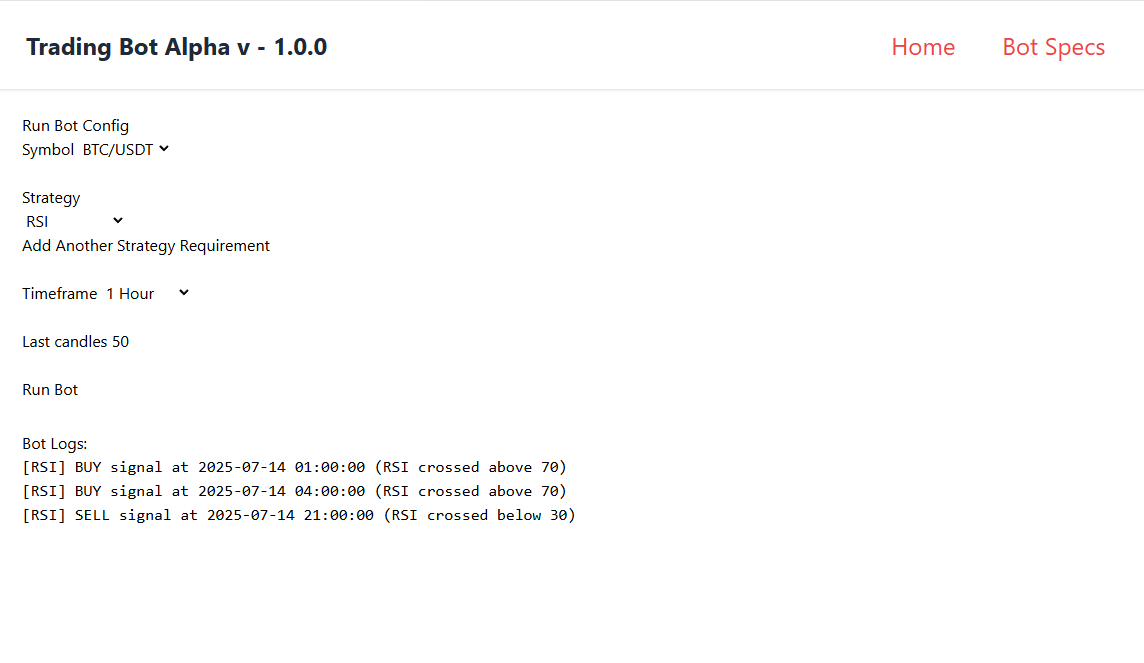 Trading Bot Alpha v - 1.0.0
Home Bot Specs
Run Bot Config
Symbol BTC/USDT
Strategy
RSI
Add Another Strategy Requirement
Timeframe 1 Hour
Last candles 50
Run Bot
Bot Logs:
[RSI] BUY signal at 2025-07-14 01:00:00 (RSI crossed above 70)
[RSI] BUY signal at 2025-07-14 04:00:00 (RSI crossed above 70)
[RSI] SELL signal at 2025-07-14 21:00:00 (RSI crossed below 30)